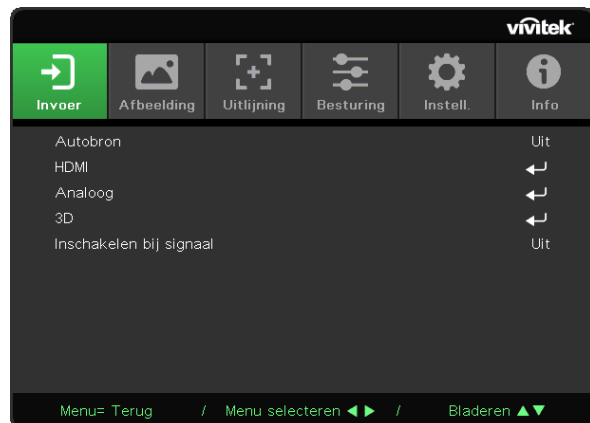 vivitek
Invoer Afbeelding Uitlijning Besturing Instell. Info
Autobron Uit
HDMI
Analoog
3D
Inschakelen bij signaal Uit
Menu= Terug / Menu selecteren ◀ ▶ / Bladeren ▲▼